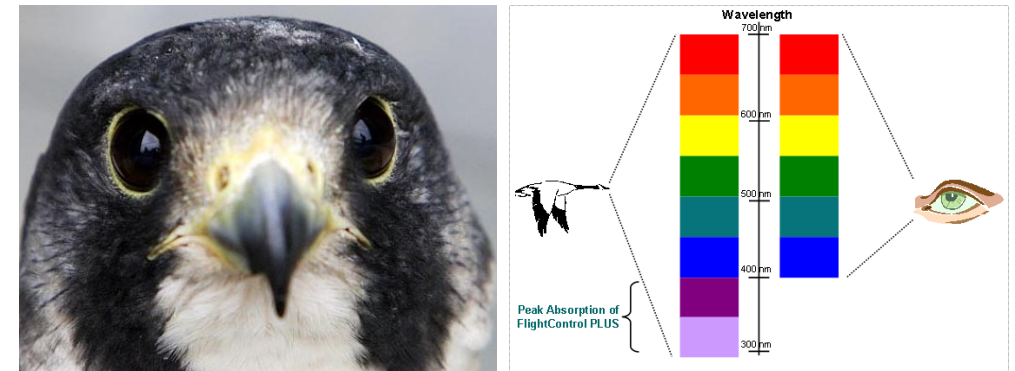 Wavelength
700 nm
600 nm
500 nm
400 nm
Peak Absorption of
FlightControl PLUS
300 nm